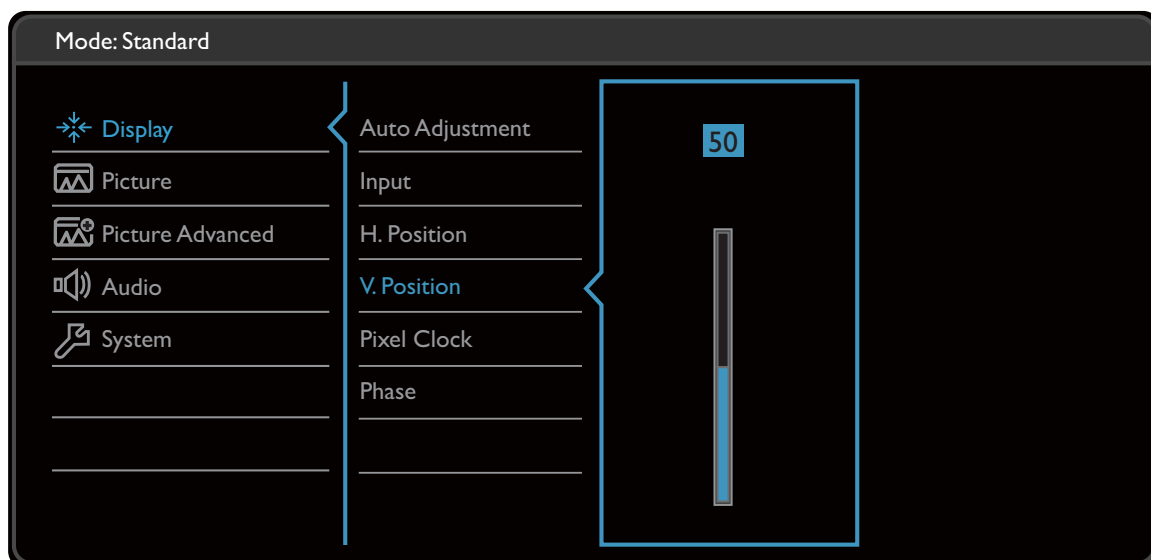 Mode: Standard
Display
Picture
Picture Advanced
Audio
System
Auto Adjustment
Input
H. Position
V. Position
Pixel Clock
Phase
50